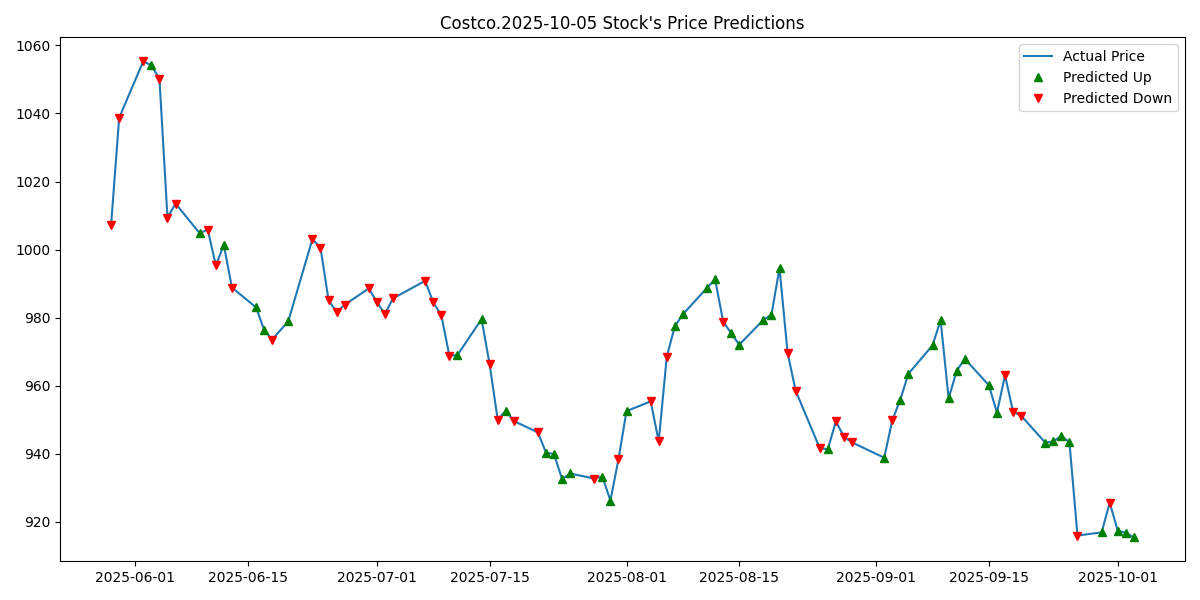 Costco.2025-10-05 Stock's Price Predictions
Actual Price
Predicted Up
Predicted Down
1060
1040
1020
1000
980
960
940
920
2025-06-01 2025-06-15 2025-07-01 2025-07-15 2025-08-01 2025-08-15 2025-09-01 2025-09-15 2025-10-01